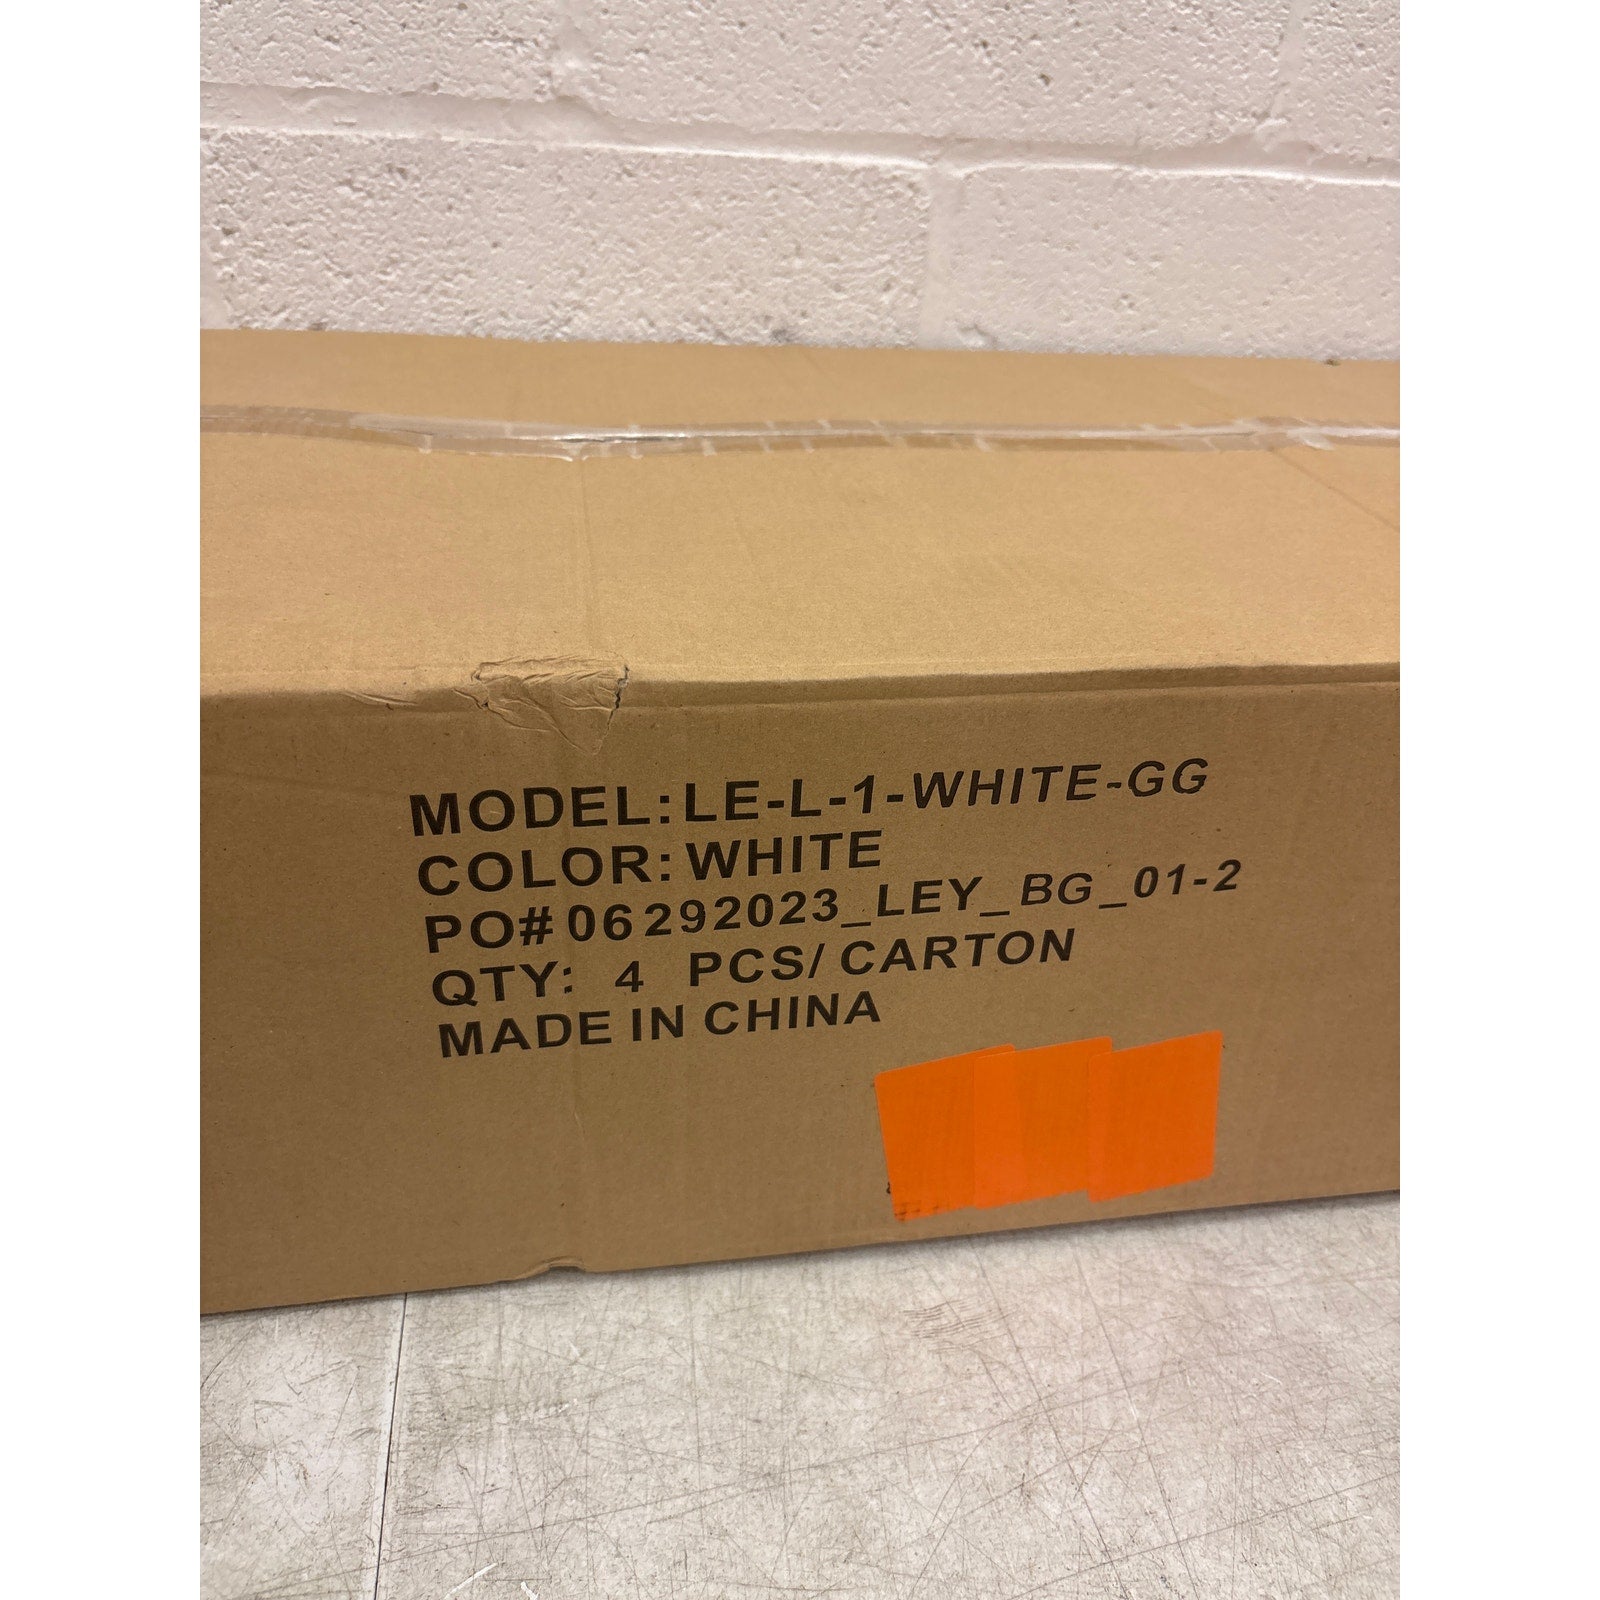 MODEL:LE-L-1-WHITE-GG
COLOR:WHITE
PO#06292023_LEY_BG_01-2
QTY: 4 PCS/CARTON
MADE IN CHINA